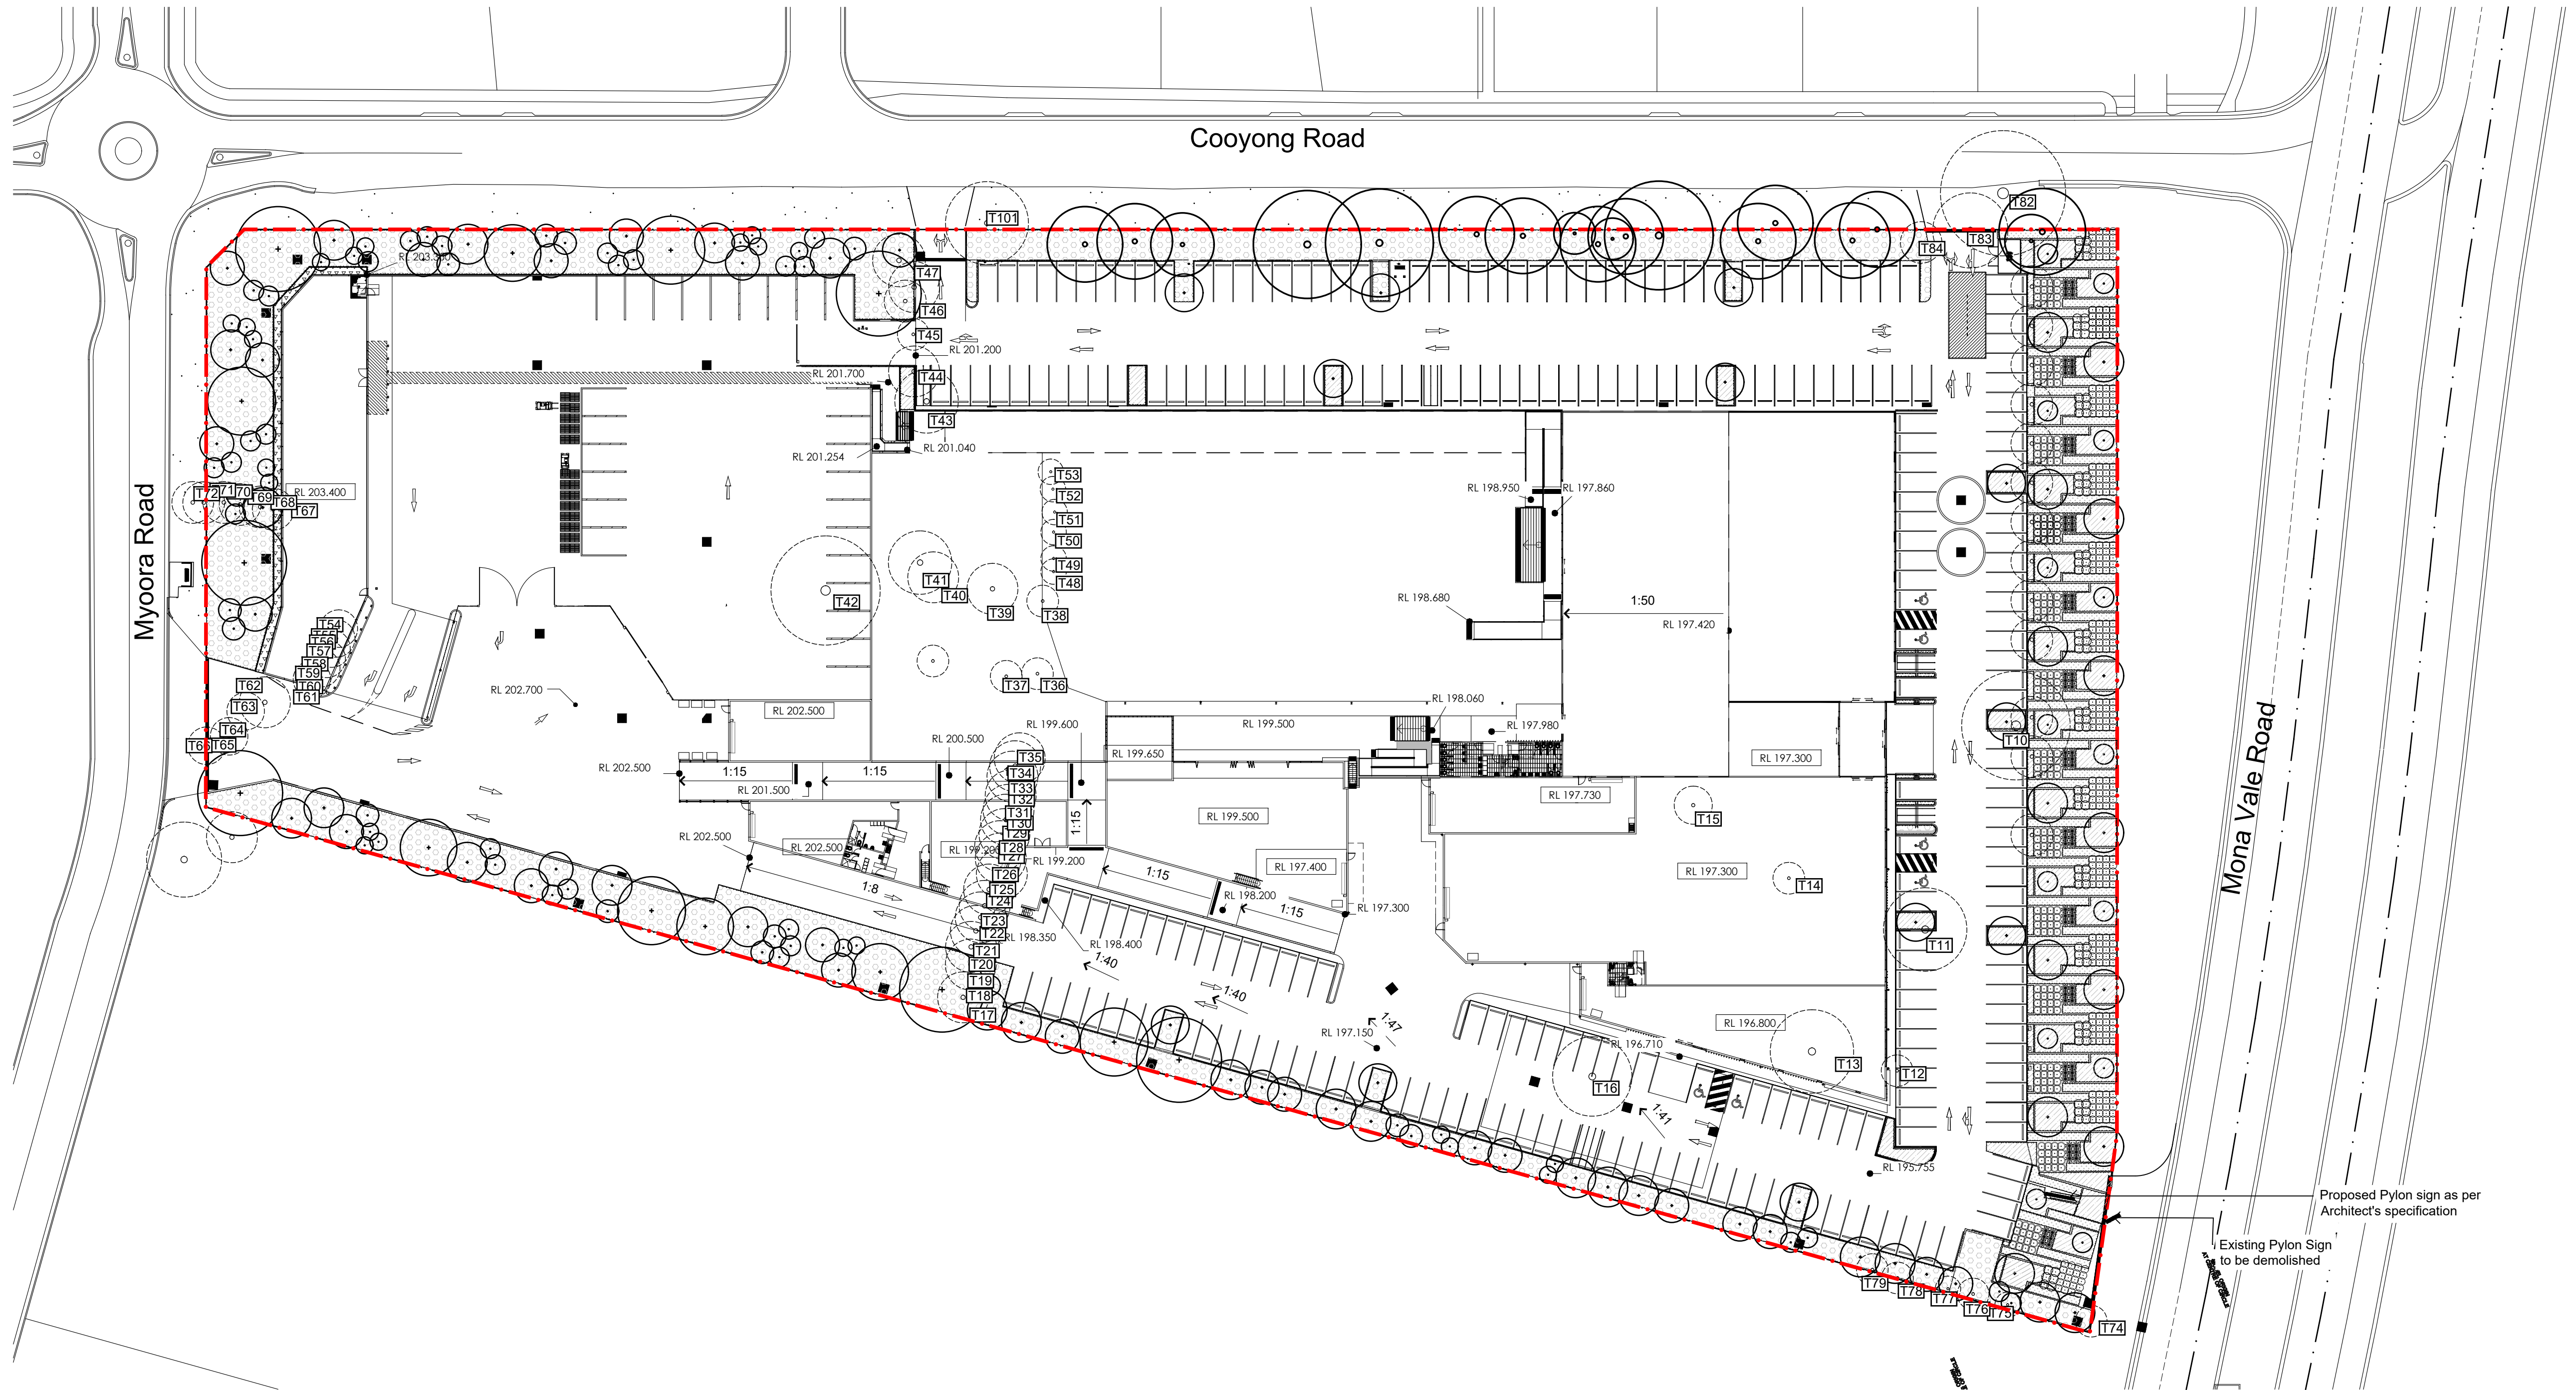 Cooyong Road
T101
T82
T83
T84
T47
T46
T45
RL 201.200
RL 201.700
T44
T43
RL 201.254
RL 201.040
T53
T52
T51
T50
T49
T48
RL 198.950
RL 197.860
T72
T69
T68
T67
RL 203.400
Myoora Road
T41
T40
T42
T39
T38
RL 198.680
1:50
RL 197.420
T54
T56
T57
T58
T59
T60
T61
T62
T63
T64
T65
RL 202.700
T37
T36
RL 202.500
RL 199.600
RL 199.500
RL 198.060
RL 197.980
RL 200.500
RL 199.650
T10
Mona Vale Road
RL 197.300
RL 202.500
1:15
1:15
RL 201.500
T35
T34
T33
T32
T31
T30
T29
T28
T27
T26
T25
T24
T23
T22
T21
T20
T19
T18
T17
RL 197.730
T15
1:15
RL 199.500
RL 202.500
RL 202.500
RL 199.200
RL 197.400
RL 197.300
T14
1:8
1:15
RL 198.200
1:15
RL 197.300
T11
RL 198.350
RL 198.400
1:40
1:40
1:47
RL 197.150
RL 196.800
RL 196.710
T13
T12
T16
1:41
RL 195.755
Proposed Pylon sign as per
Architect's specification
Existing Pylon Sign
to be demolished
T79
T78
T77
T76
T75
T74